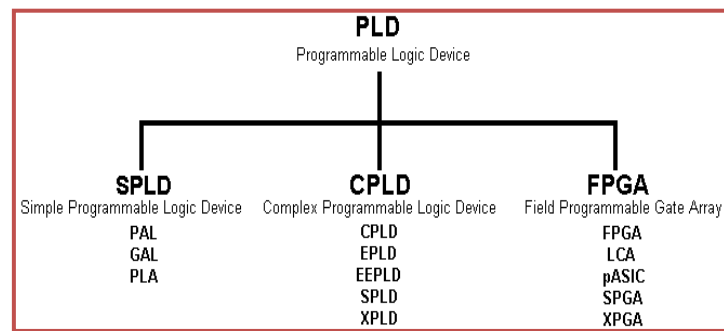 PLD
Programmable Logic Device
SPLD
Simple Programmable Logic Device
PAL
GAL
PLA
CPLD
Complex Programmable Logic Device
CPLD
EPLD
EEPLD
SPLD
XPLD
FPGA
Field Programmable Gate Array
FPGA
LCA
pASIC
SPGA
XPGA